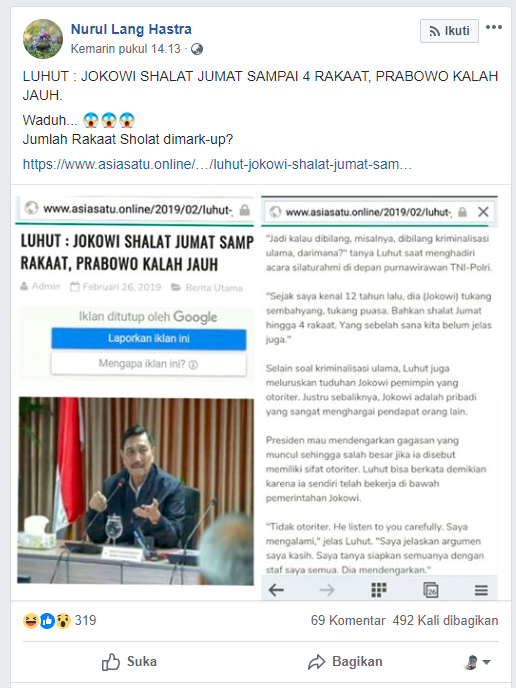 Nurul Lang Hastra
Ikuti
Kemarin pukul 14.13 ·
LUHUT : JOKOWI SHALAT JUMAT SAMPAI 4 RAKAAT, PRABOWO KALAH
JAUH.
Waduh... 😱😱😱
Jumlah Rakaat Sholat dimark-up?
https://www.asiasatu.online/…/luhut-jokowi-shalat-jumat-sam…
www.asiasatu.online/2019/02/luhut-
LUHUT : JOKOWI SHALAT JUMAT SAMP
RAKAAT, PRABOWO KALAH JAUH
Admin Februari 26, 2019 Berita Utama
Iklan ditutup oleh Google
Laporkan iklan ini
Mengapa iklan ini?
www.asiasatu.online/2019/02/luhut-
"Jadi kalau dibilang, misalnya, dibilang kriminalisasi
ulama, darimana?" tanya Luhut saat menghadiri
acara silaturahmi di depan purnawirawan TNI-Polri.
"Sejak saya kenal 12 tahun lalu, dia (Jokowi) tukang
sembahyang, tukang puasa. Bahkan shalat Jumat
hingga 4 rakaat. Yang sebelah sana kita belum jelas
juga."
Selain soal kriminalisasi ulama, Luhut juga
meluruskan tuduhan Jokowi pemimpin yang
otoriter. Justru sebaliknya, Jokowi adalah pribadi
yang sangat menghargai pendapat orang lain.
Presiden mau mendengarkan gagasan yang
muncul sehingga salah besar jika ia disebut
memiliki sifat otoriter. Luhut bisa berkata demikian
karena ia sendiri telah bekerja di bawah
pemerintahan Jokowi.
"Tidak otoriter. He listen to you carefully. Saya
mengalami," jelas Luhut. "Saya jelaskan argumen
saya kasih. Saya tanya siapkan semuanya dengan
staf saya semua. Dia mendengarkan."
26
319
69 Komentar 492 Kali dibagikan
Suka
Bagikan